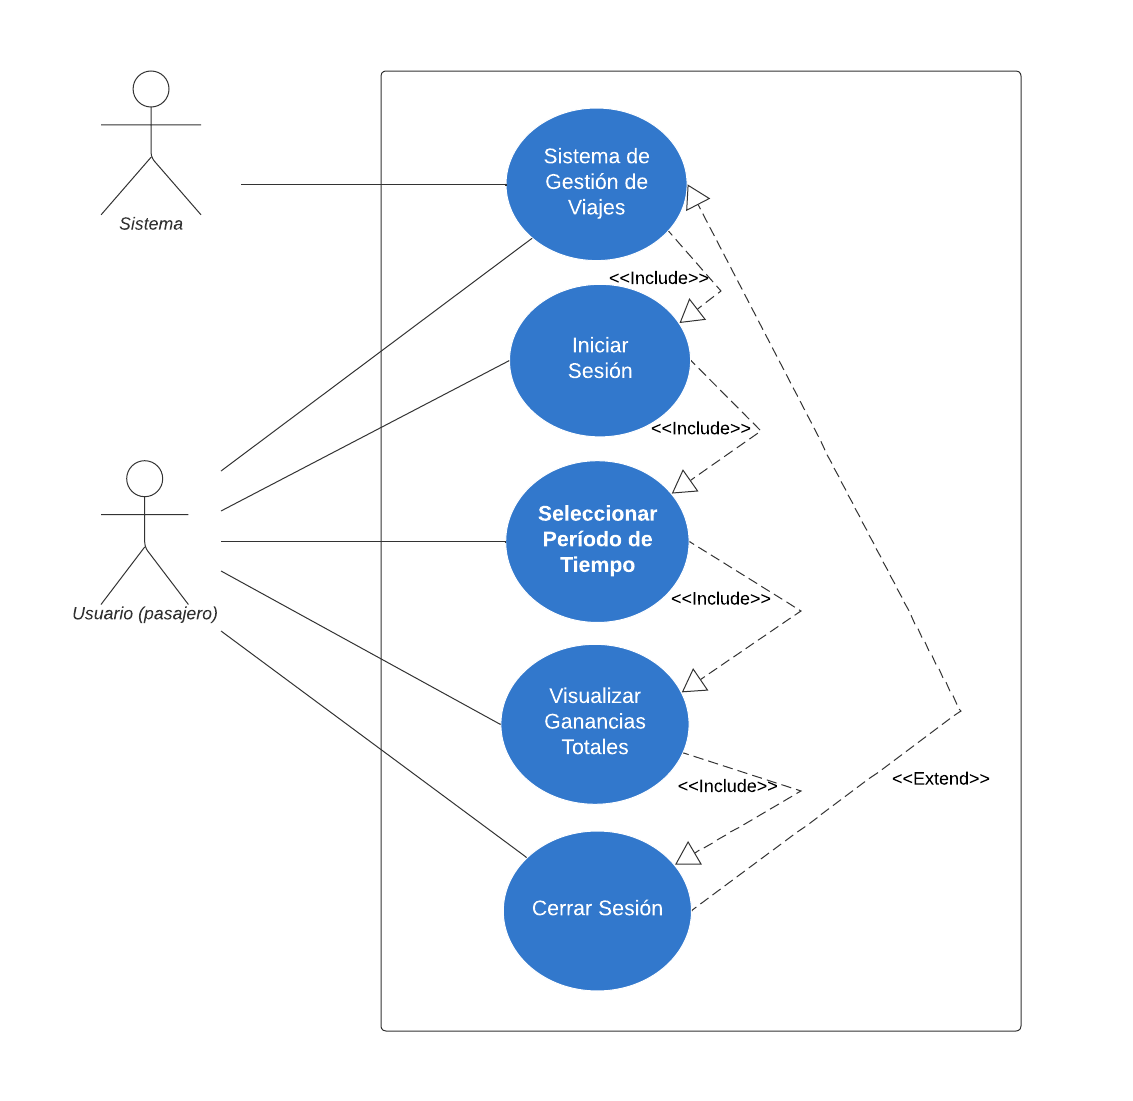 Sistema de
Gestión de
Viajes
Sistema
<<Include>>
Iniciar
Sesión
<<Include>>
Seleccionar
Período de
Tiempo
<<Include>>
Usuario (pasajero)
Visualizar
Ganancias
Totales
<<Extend>>
<<Include>>
Cerrar Sesión